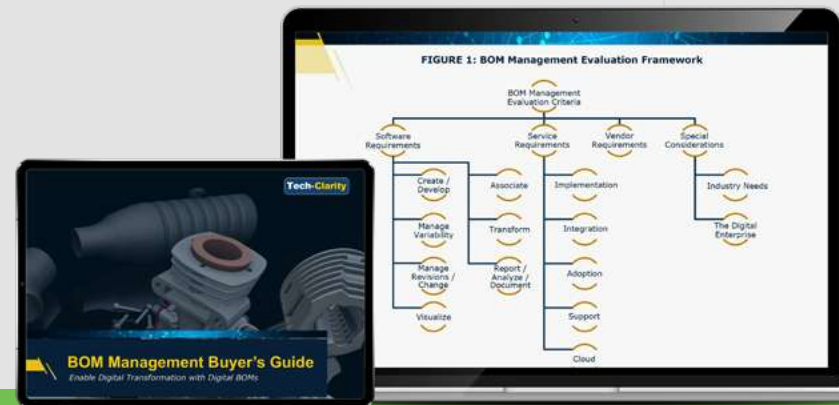 FIGURE 1: BOM Management Evaluation Framework
BOM Management
Evaluation Criteria
Software
Requirements
Service
Requirements
Vendor
Requirements
Special
Considerations
Create /
Develop
Associate
Implementation
Industry Needs
Manage
Variability
Transform
Integration
The Digital
Enterprise
Manage
Revisions /
Change
Report /
Analyze /
Document
Adoption
Visualize
Support
Cloud
Tech-Clarity
BOM Management Buyer's Guide
Enable Digital Transformation with Digital BOMs